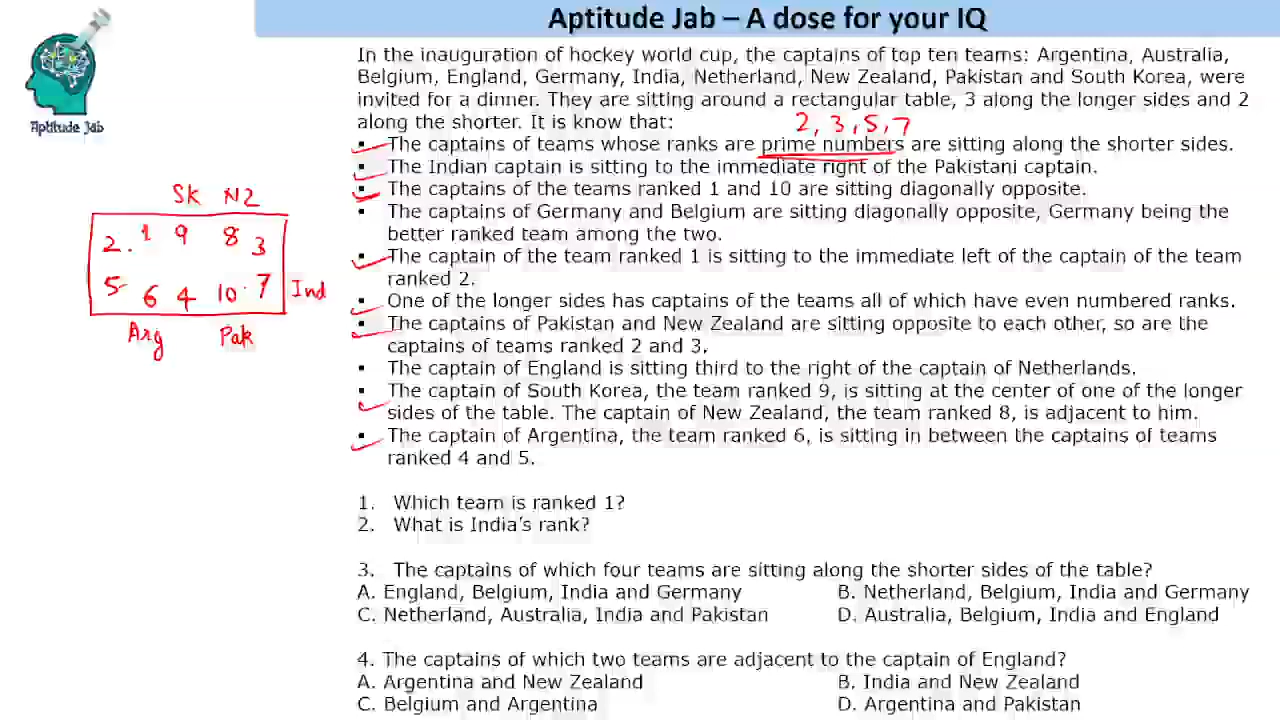 Aptitude Jab – A dose for your IQ
Aptitude Jab
In the inauguration of hockey world cup, the captains of top ten teams: Argentina, Australia,
Belgium, England, Germany, India, Netherland, New Zealand, Pakistan and South Korea, were
invited for a dinner. They are sitting around a rectangular table, 3 along the longer sides and 2
along the shorter. It is know that:
2, 3, 5, 7
▪ The captains of teams whose ranks are prime numbers are sitting along the shorter sides.
▪ The Indian captain is sitting to the immediate right of the Pakistani captain.
▪ The captains of the teams ranked 1 and 10 are sitting diagonally opposite.
▪ The captains of Germany and Belgium are sitting diagonally opposite, Germany being the
better ranked team among the two.
▪ The captain of the team ranked 1 is sitting to the immediate left of the captain of the team
ranked 2.
▪ One of the longer sides has captains of the teams all of which have even numbered ranks.
▪ The captains of Pakistan and New Zealand are sitting opposite to each other, so are the
captains of teams ranked 2 and 3.
▪ The captain of England is sitting third to the right of the captain of Netherlands.
▪ The captain of South Korea, the team ranked 9, is sitting at the center of one of the longer
sides of the table. The captain of New Zealand, the team ranked 8, is adjacent to him.
▪ The captain of Argentina, the team ranked 6, is sitting in between the captains of teams
ranked 4 and 5.
SK NZ
2. 1 9 8 3
5 6 4 10 7 Ind
Arg Pak
1. Which team is ranked 1?
2. What is India's rank?
3. The captains of which four teams are sitting along the shorter sides of the table?
A. England, Belgium, India and Germany B. Netherland, Belgium, India and Germany
C. Netherland, Australia, India and Pakistan D. Australia, Belgium, India and England
4. The captains of which two teams are adjacent to the captain of England?
A. Argentina and New Zealand B. India and New Zealand
C. Belgium and Argentina D. Argentina and Pakistan